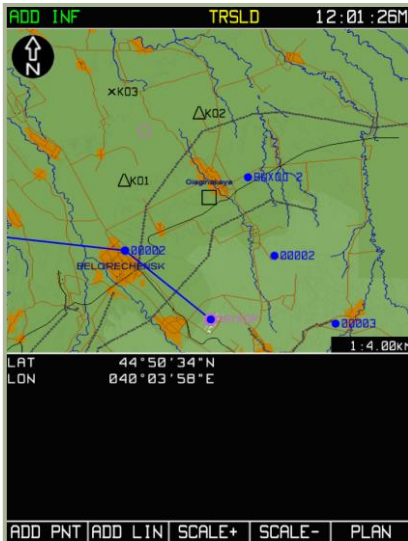 ADD INF TRSLD 12:01:26M
N
×K03
K02
Giaginskaya
K01
00002
BELORECHENSK
00002
00003
1:4.00km
LAT 44°50'34"N
LON 040°03'58"E
ADD PNT ADD LIN SCALE+ SCALE- PLAN